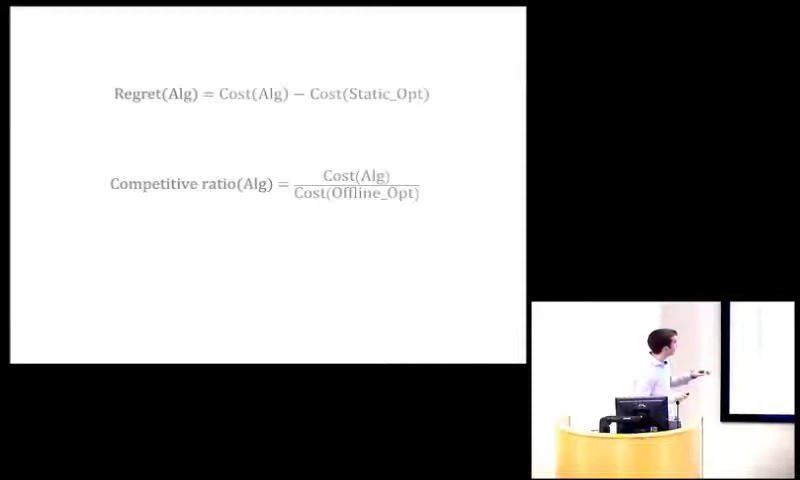 Regret(Alg) = Cost(Alg) − Cost(Static_Opt)
Competitive ratio(Alg) = Cost(Alg)
Cost(Offline_Opt)